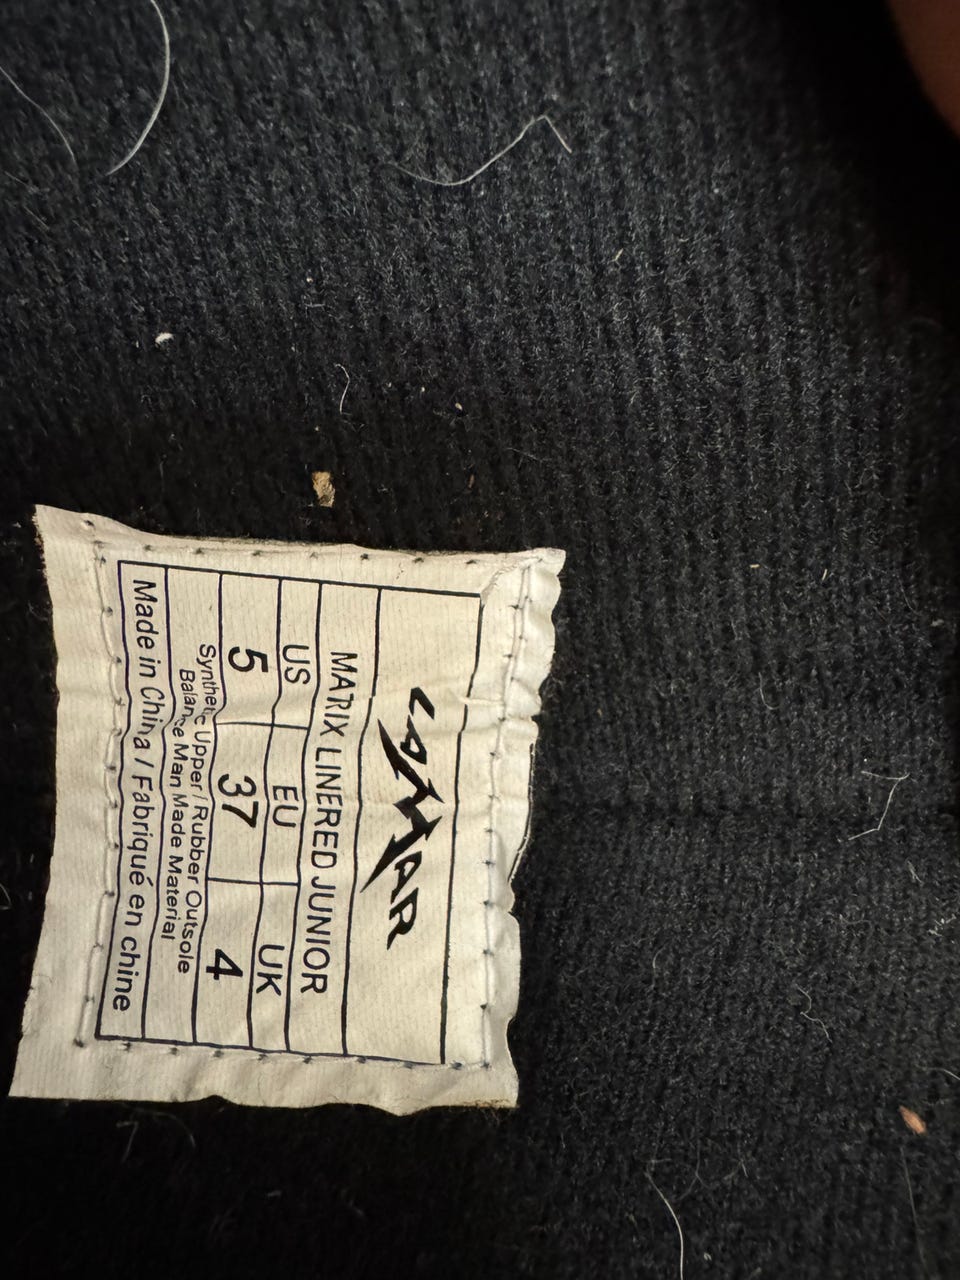 LAMAR
MATRIX LINERED JUNIOR
US EU UK
5 37 4
Synthetic Upper / Rubber Outsole
Balance Man Made Material
Made in China / Fabriqué en chine